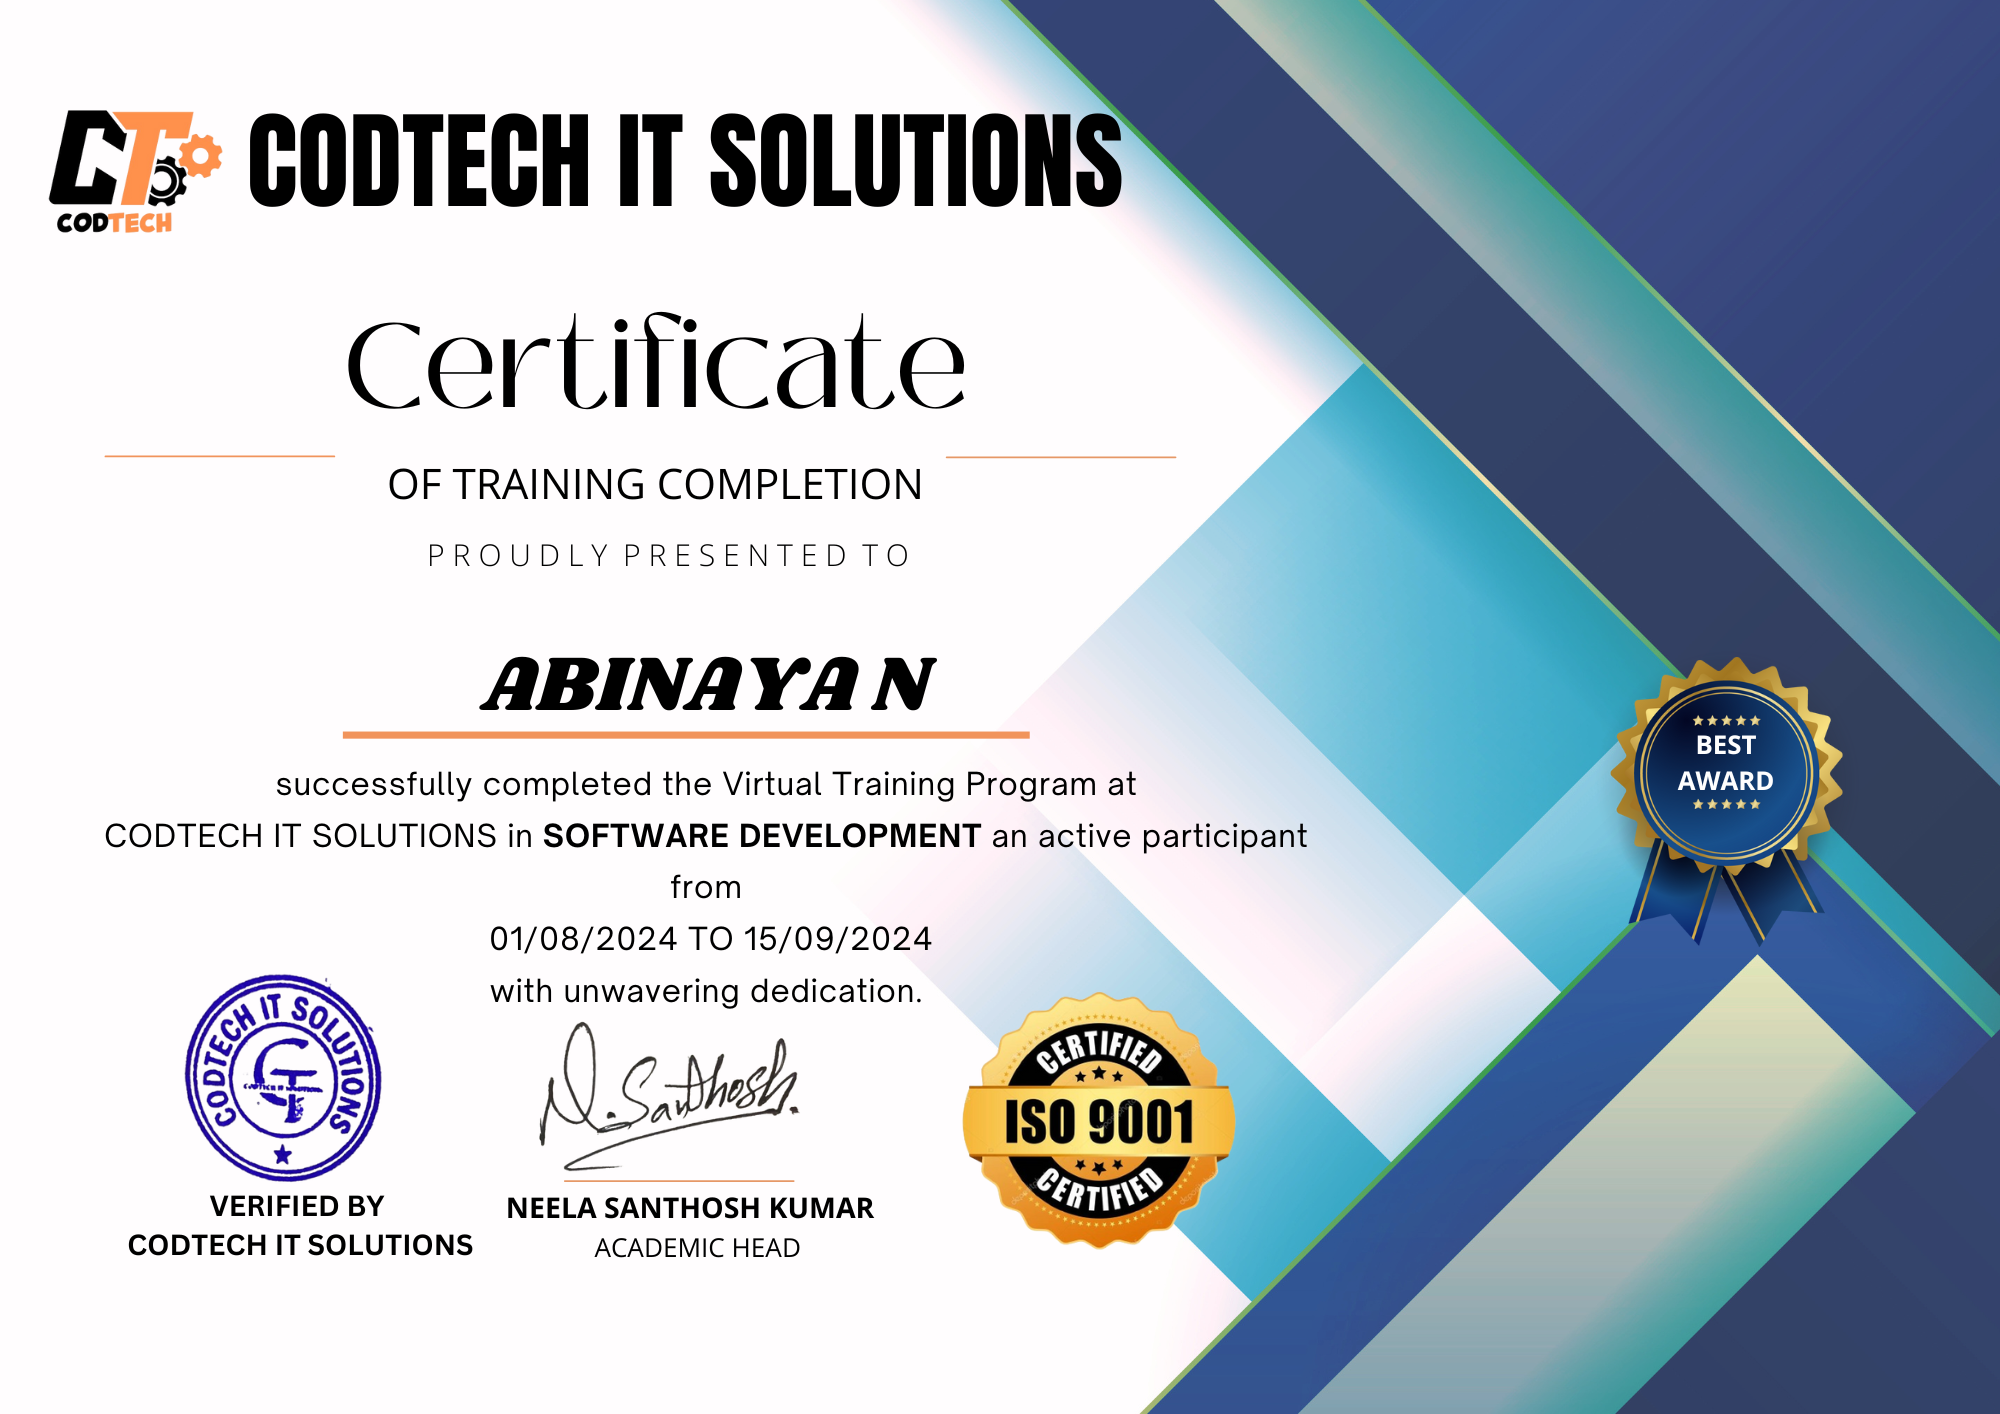 CT
CODTECH
CODTECH IT SOLUTIONS
Certificate
OF TRAINING COMPLETION
PROUDLY PRESENTED TO
ABINAYA N
successfully completed the Virtual Training Program at
CODTECH IT SOLUTIONS in SOFTWARE DEVELOPMENT an active participant
from
01/08/2024 TO 15/09/2024
with unwavering dedication.
BEST
AWARD
CODTECH IT SOLUTIONS
CT
N. Santhosh.
CERTIFIED
ISO 9001
CERTIFIED
VERIFIED BY
CODTECH IT SOLUTIONS
NEELA SANTHOSH KUMAR
ACADEMIC HEAD